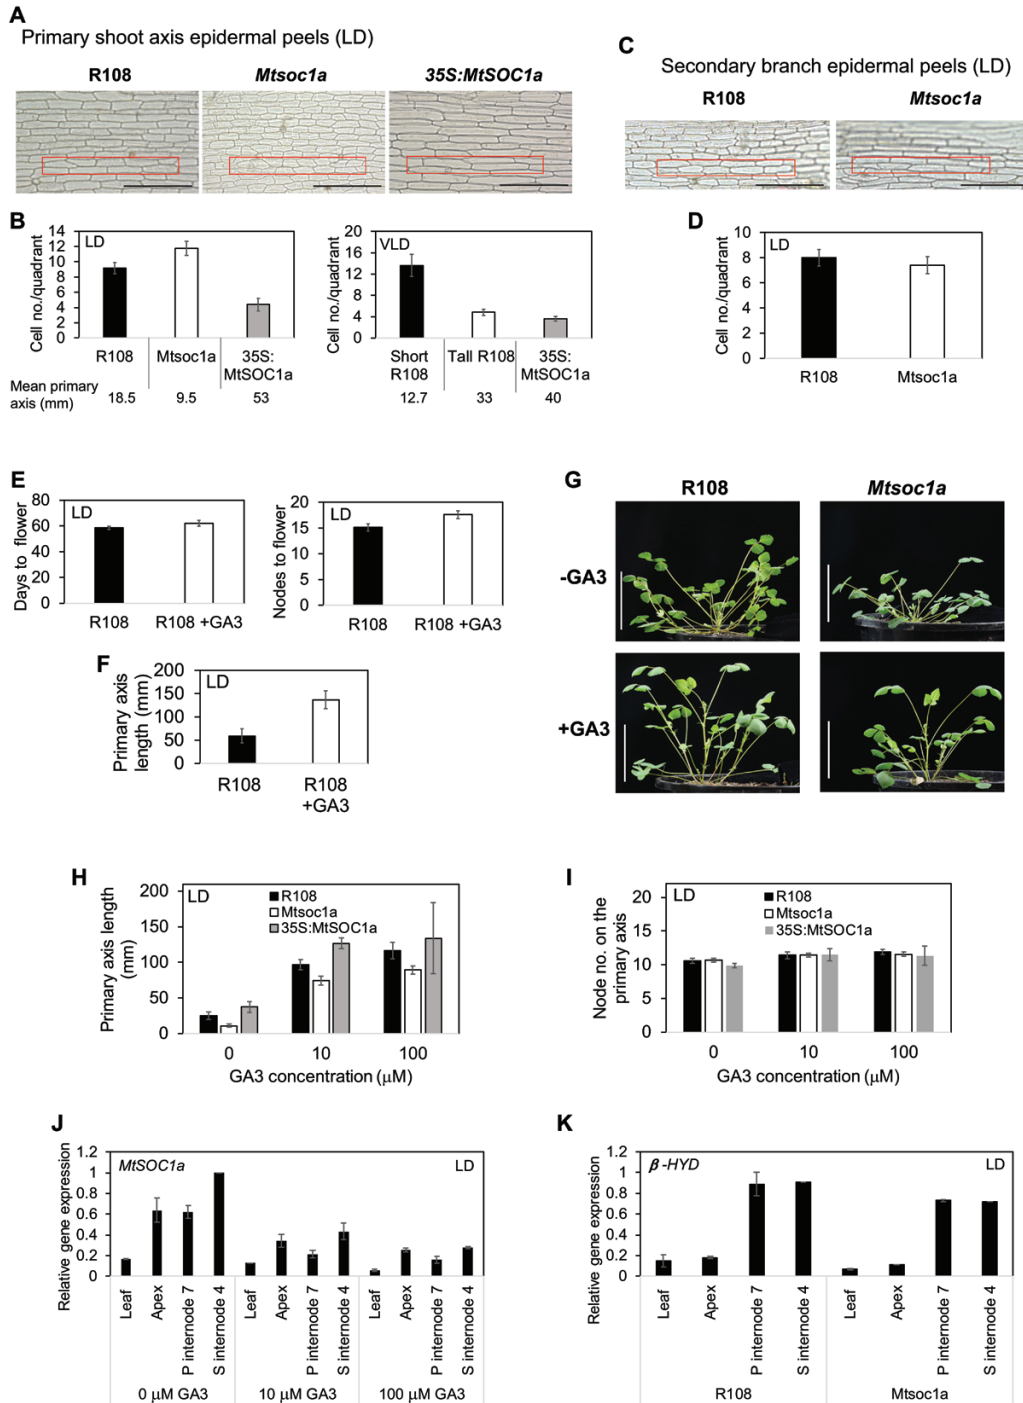 A
Primary shoot axis epidermal peels (LD)
R108 Mtsoc1a 35S:MtSOC1a
C
Secondary branch epidermal peels (LD)
R108 Mtsoc1a
B
Cell no./quadrant
14
12
10
8
6
4
2
0
LD
R108 Mtsoc1a 35S:
MtSOC1a
Mean primary
axis (mm)
18.5 9.5 53
Cell no./quadrant
20
16
12
8
4
0
VLD
Short
R108
Tall R108 35S:
MtSOC1a
12.7 33 40
D
Cell no./quadrant
10
8
6
4
2
0
LD
R108 Mtsoc1a
E
Days to flower
80
60
40
20
0
LD
R108 R108 +GA3
Nodes to flower
20
15
10
5
0
LD
R108 R108 +GA3
F
Primary axis
length (mm)
200
150
100
50
0
LD
R108 R108
+GA3
G
R108 Mtsoc1a
-GA3
+GA3
H
Primary axis length
(mm)
200
150
100
50
0
LD
R108
Mtsoc1a
35S:MtSOC1a
0 10 100
GA3 concentration (μM)
I
Node no. on the
primary axis
20
15
10
5
0
LD
R108
Mtsoc1a
35S:MtSOC1a
0 10 100
GA3 concentration (μM)
J
Relative gene expression
1.2
1
0.8
0.6
0.4
0.2
0
MtSOC1a
LD
Leaf
Apex
P internode 7
S internode 4
Leaf
Apex
P internode 7
S internode 4
Leaf
Apex
P internode 7
S internode 4
0 μM GA3 10 μM GA3 100 μM GA3
K
Relative gene expression
1.2
1
0.8
0.6
0.4
0.2
0
β-HYD
LD
Leaf
Apex
P internode 7
S internode 4
Leaf
Apex
P internode 7
S internode 4
R108 Mtsoc1a